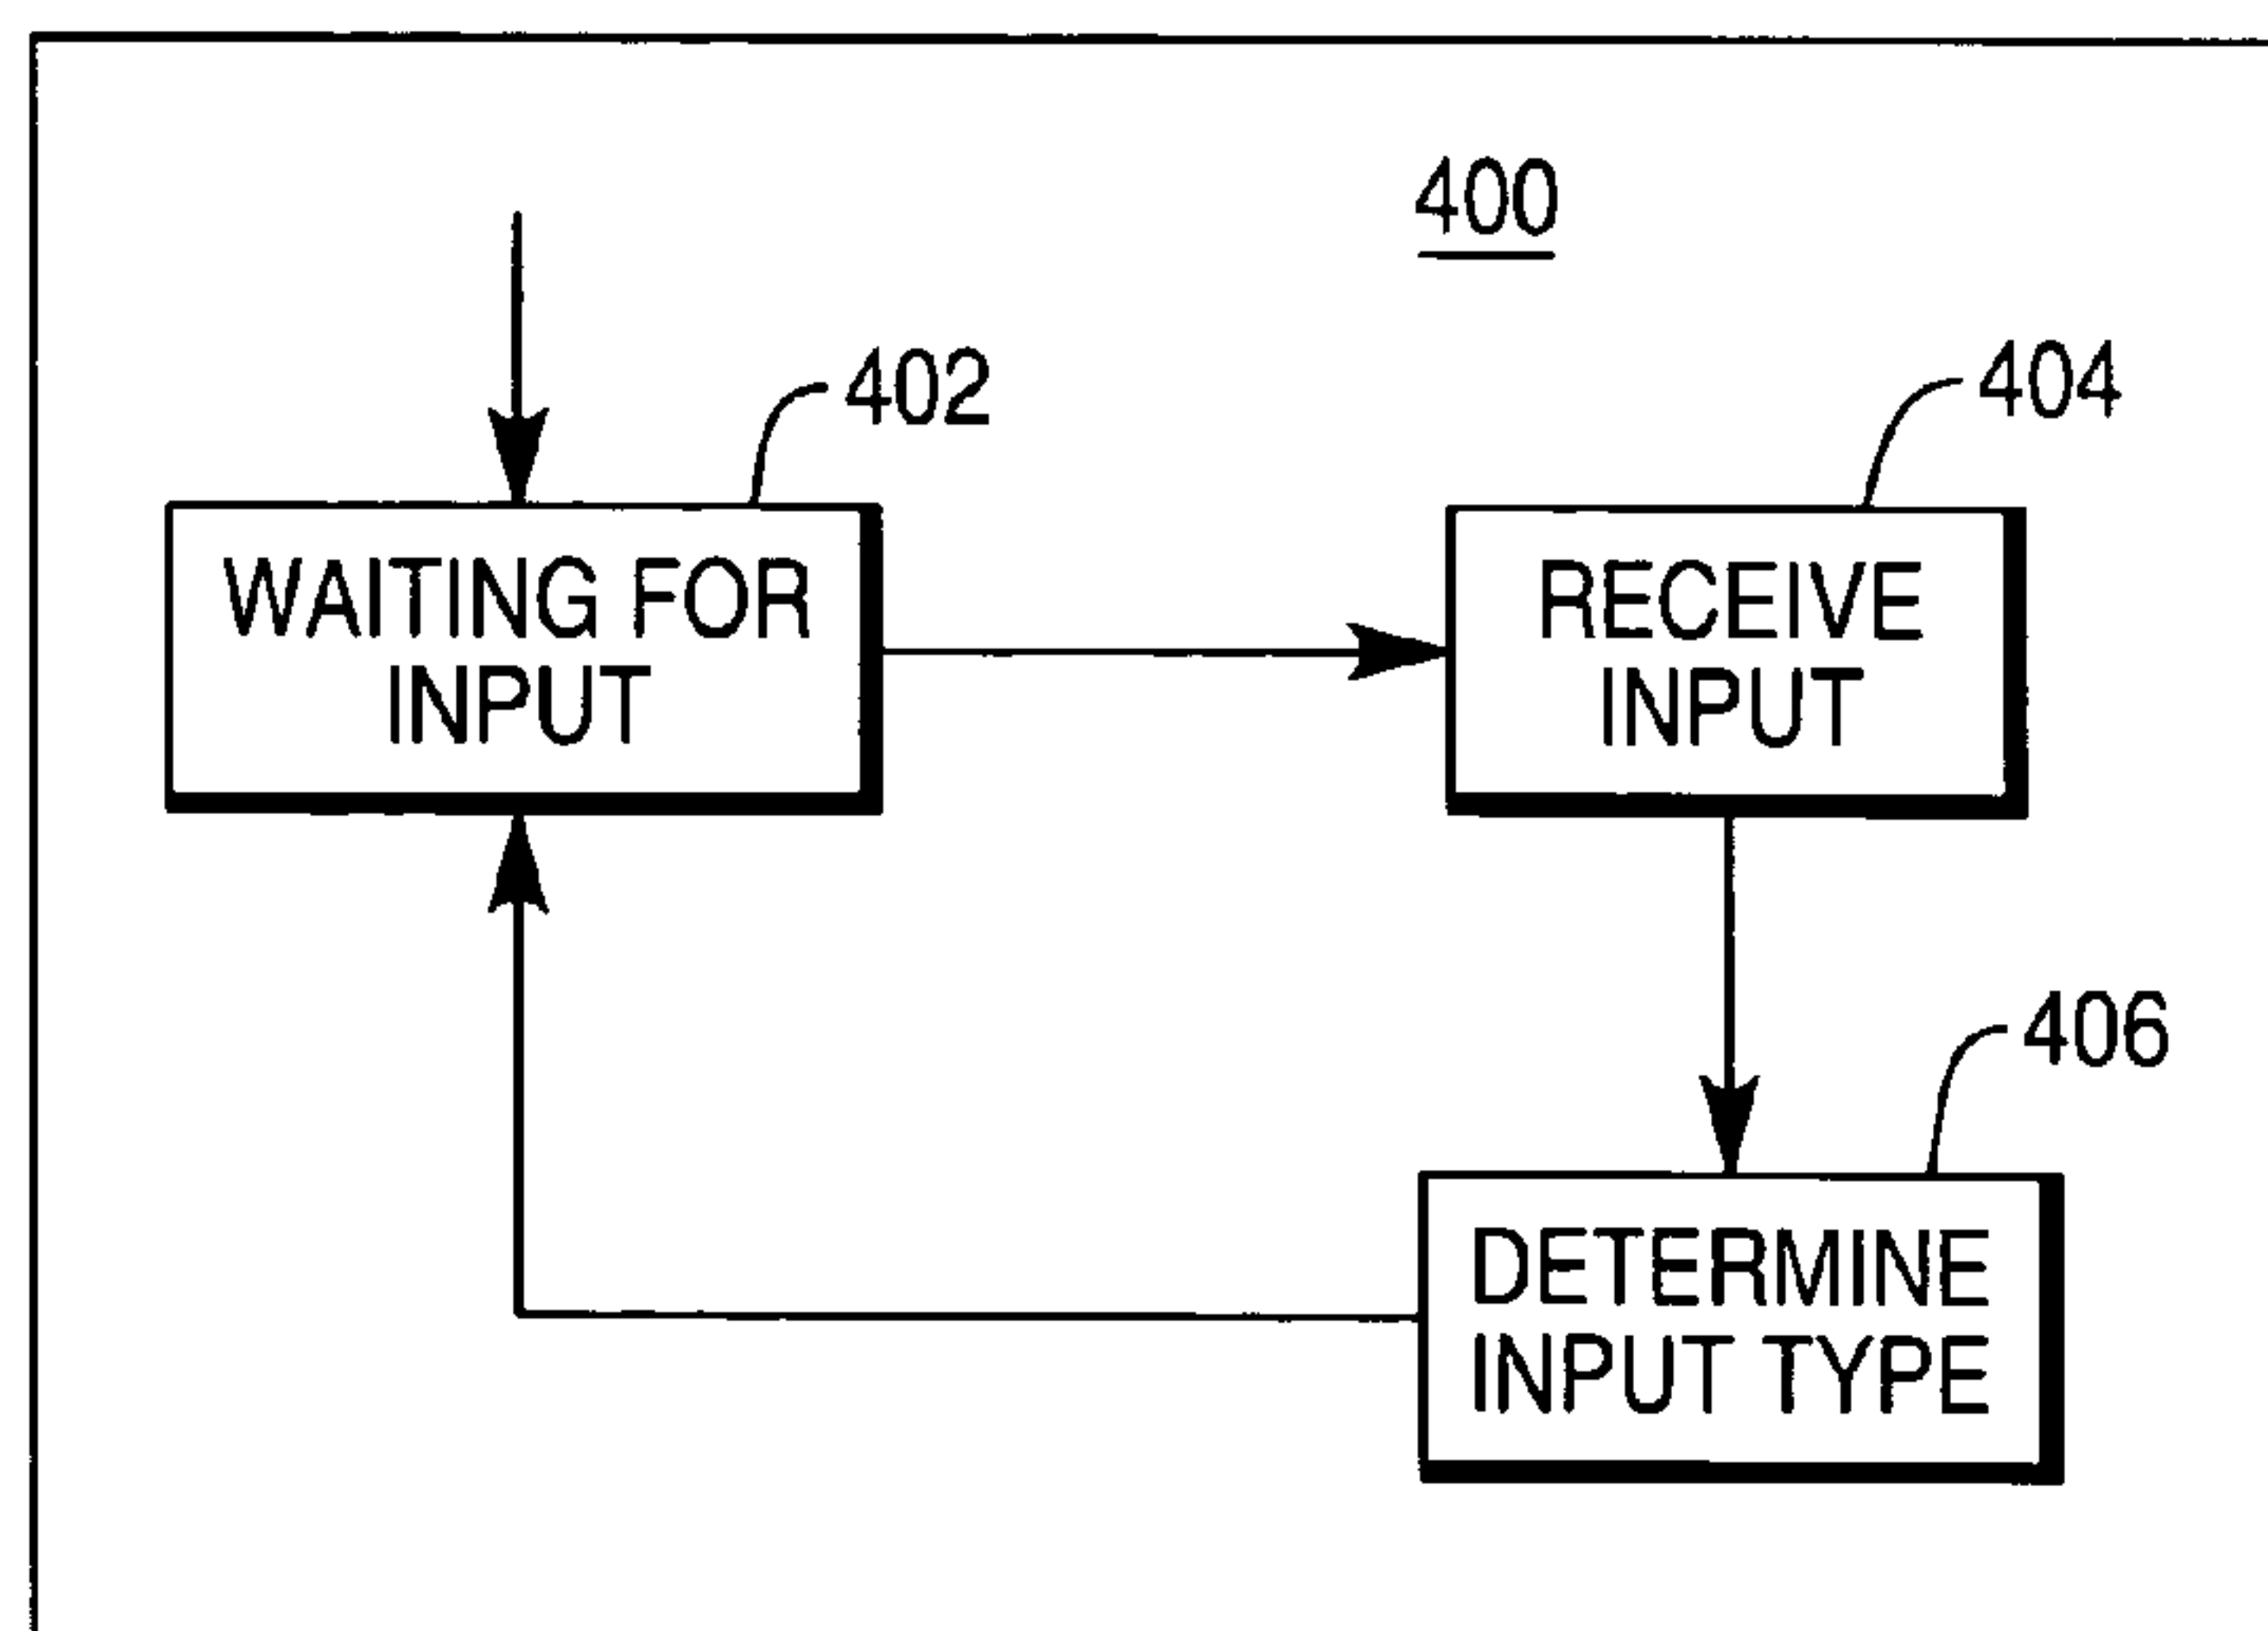 400
402
404
WAITING FOR
INPUT
RECEIVE
INPUT
406
DETERMINE
INPUT TYPE